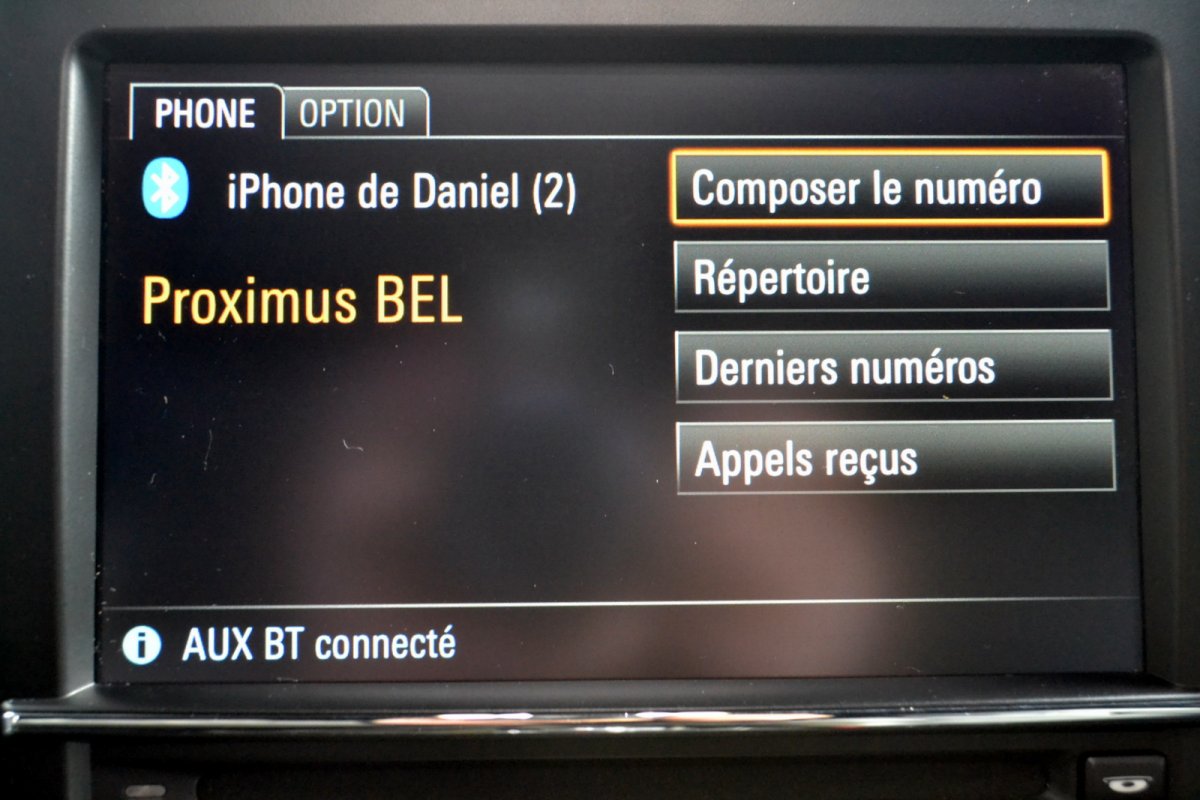 PHONE OPTION
iPhone de Daniel (2)
Proximus BEL
Composer le numéro
Répertoire
Derniers numéros
Appels reçus
AUX BT connecté